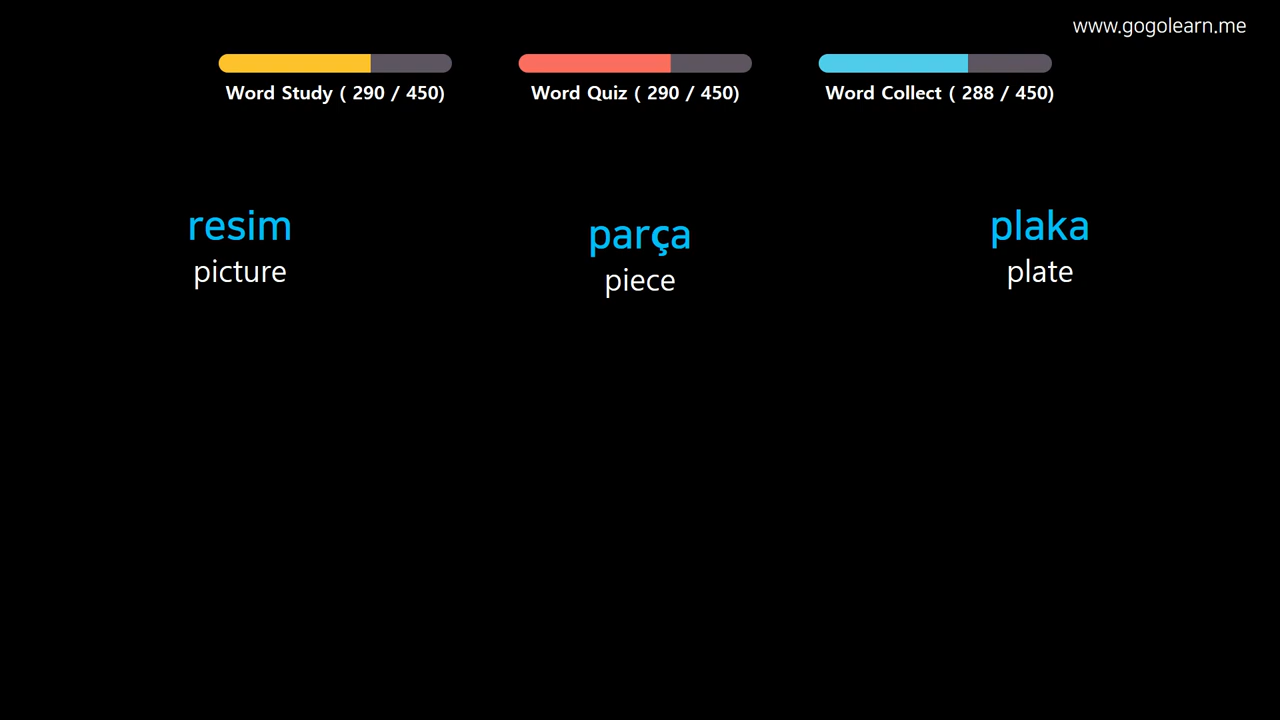 www.gogolearn.me
Word Study ( 290 / 450)
Word Quiz ( 290 / 450)
Word Collect ( 288 / 450)
resim
picture
parça
piece
plaka
plate